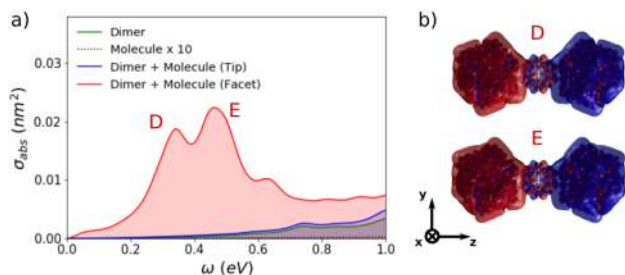 a)
σabs (nm²)
0.03
0.02
0.01
0.00
0.0
0.2
0.4
0.6
0.8
1.0
ω (eV)
Dimer
Molecule x 10
Dimer + Molecule (Tip)
Dimer + Molecule (Facet)
D
E
b)
D
E
y
x
z